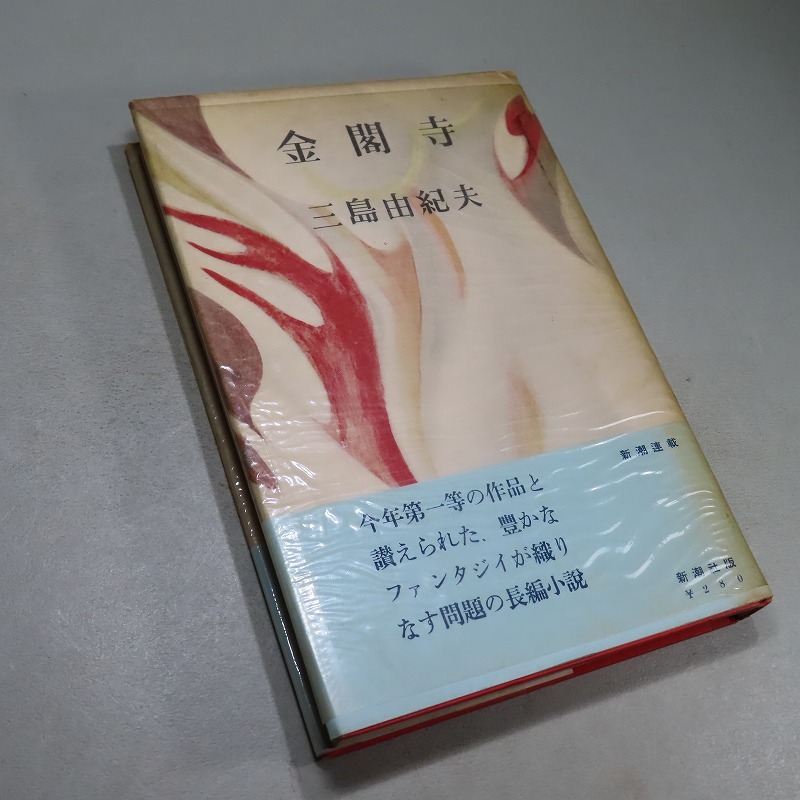 金閣寺
三島由紀夫
新潮連載
今年第一等の作品と
讃えられた、豊かな
ファンタジイが織り
なす問題の長編小説
新潮社版
¥280